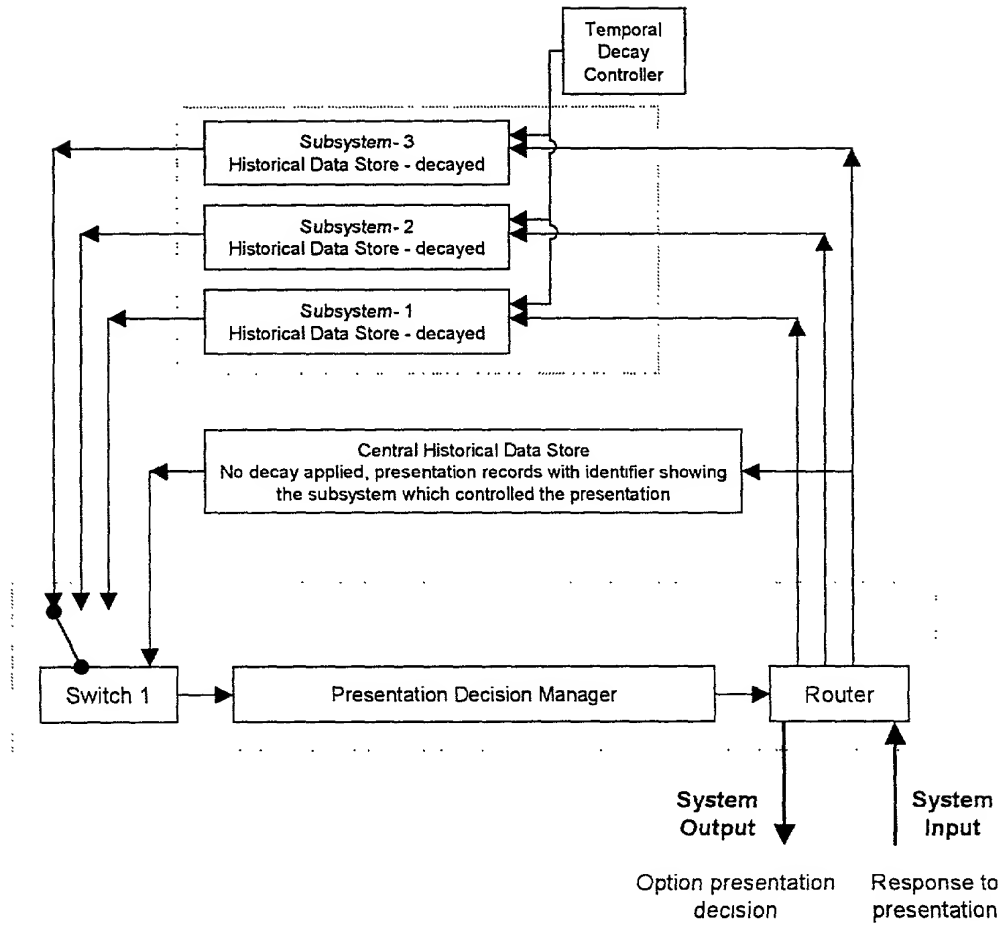 Temporal
Decay
Controller
Subsystem- 3
Historical Data Store - decayed
Subsystem- 2
Historical Data Store - decayed
Subsystem- 1
Historical Data Store - decayed
Central Historical Data Store
No decay applied, presentation records with identifier showing
the subsystem which controlled the presentation
Switch 1
Presentation Decision Manager
Router
System
Output
System
Input
Option presentation
decision
Response to
presentation